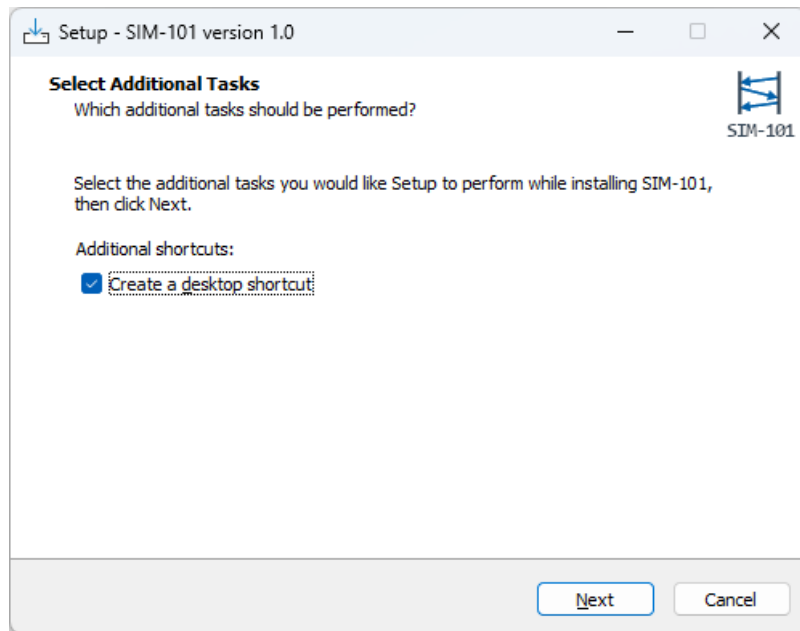 Setup - SIM-101 version 1.0
Select Additional Tasks
Which additional tasks should be performed?
SIM-101
Select the additional tasks you would like Setup to perform while installing SIM-101,
then click Next.
Additional shortcuts:
Create a desktop shortcut
Next
Cancel